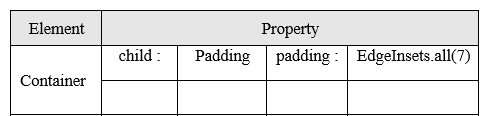 Element Property
child : Padding padding : EdgeInsets.all(7)
Container